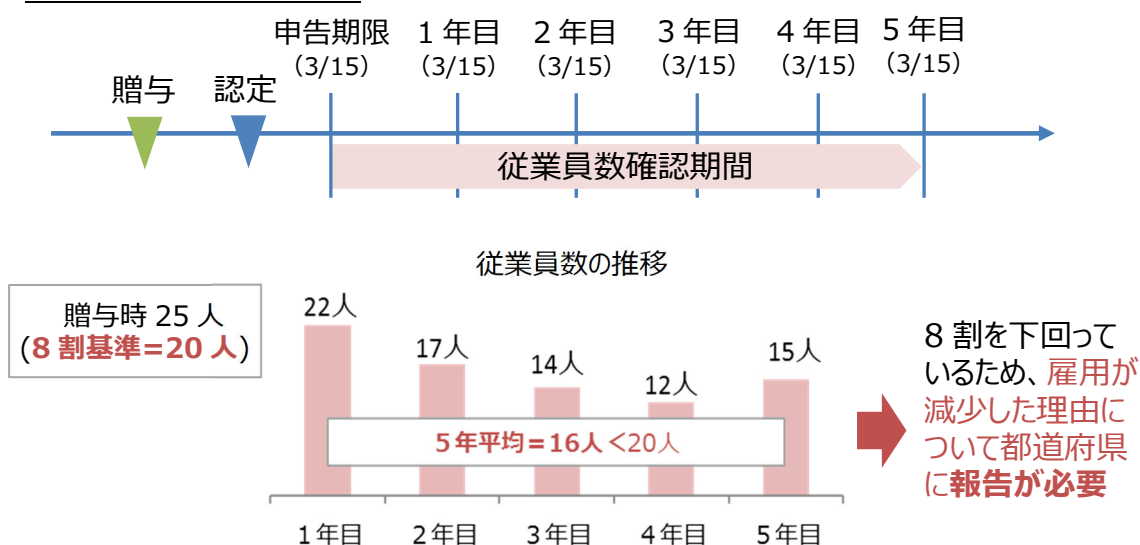 申告期限 1年目 2年目 3年目 4年目 5年目
(3/15) (3/15) (3/15) (3/15) (3/15) (3/15)
贈与 認定
従業員数確認期間
従業員数の推移
贈与時 25 人
(8 割基準=20 人)
22人
17人
14人
12人
15人
5年平均=16人<20人
8 割を下回って
いるため、雇用が
減少した理由に
ついて都道府県
に報告が必要
1年目 2年目 3年目 4年目 5年目